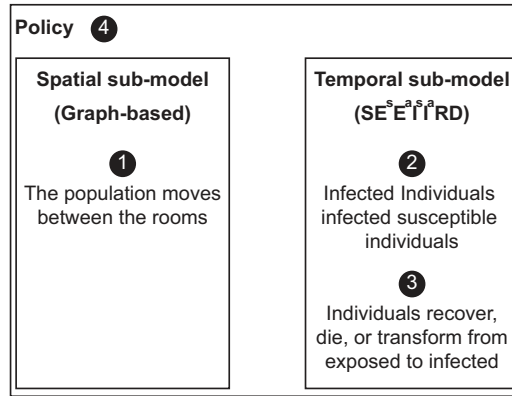 Policy 4
Spatial sub-model
(Graph-based)
1
The population moves
between the rooms
Temporal sub-model
(SEˢEᵃIˢIᵃRD)
2
Infected Individuals
infected susceptible
individuals
3
Individuals recover,
die, or transform from
exposed to infected